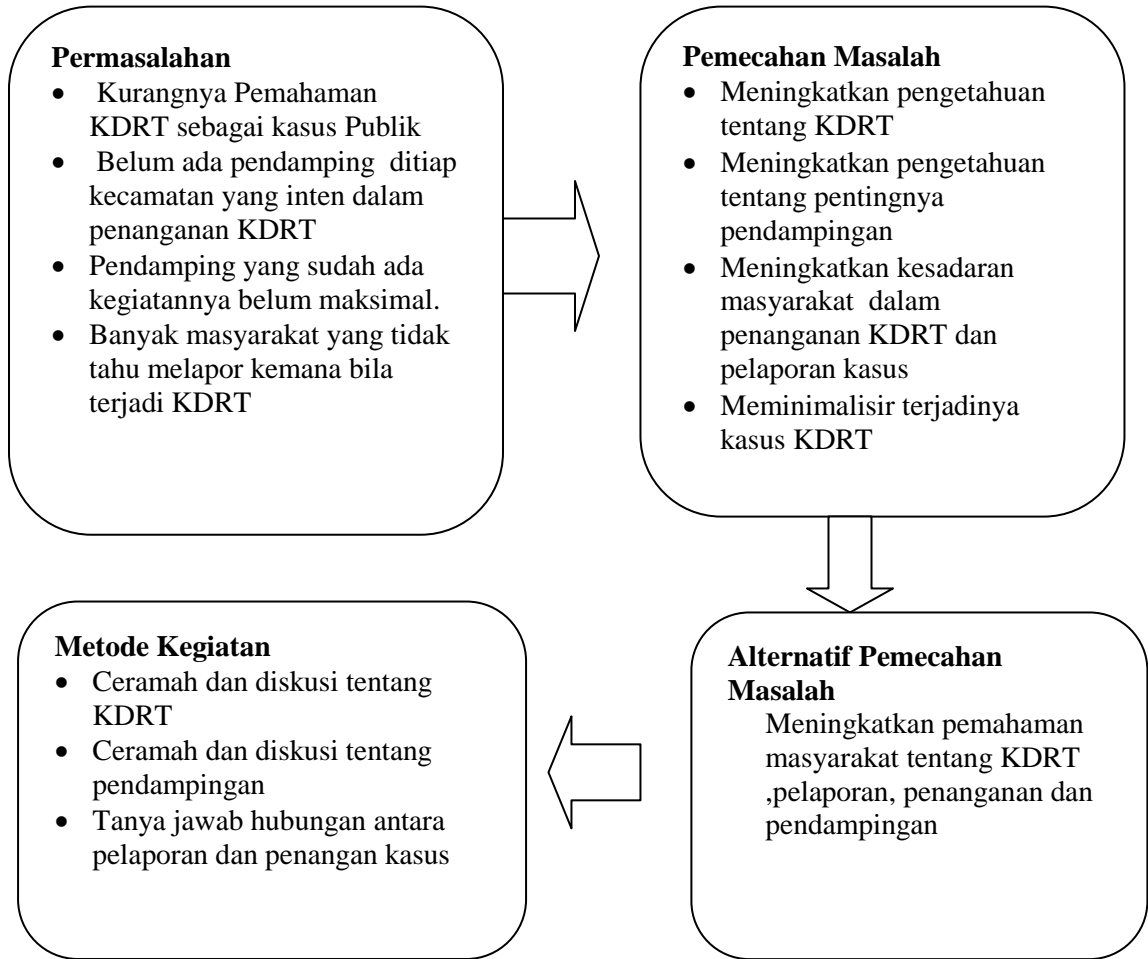 Permasalahan
• Kurangnya Pemahaman
KDRT sebagai kasus Publik
• Belum ada pendamping ditiap
kecamatan yang inten dalam
penanganan KDRT
• Pendamping yang sudah ada
kegiatannya belum maksimal.
• Banyak masyarakat yang tidak
tahu melapor kemana bila
terjadi KDRT
Pemecahan Masalah
• Meningkatkan pengetahuan
tentang KDRT
• Meningkatkan pengetahuan
tentang pentingnya
pendampingan
• Meningkatkan kesadaran
masyarakat dalam
penanganan KDRT dan
pelaporan kasus
• Meminimalisir terjadinya
kasus KDRT
Alternatif Pemecahan
Masalah
Meningkatkan pemahaman
masyarakat tentang KDRT
,pelaporan, penanganan dan
pendampingan
Metode Kegiatan
• Ceramah dan diskusi tentang
KDRT
• Ceramah dan diskusi tentang
pendampingan
• Tanya jawab hubungan antara
pelaporan dan penangan kasus